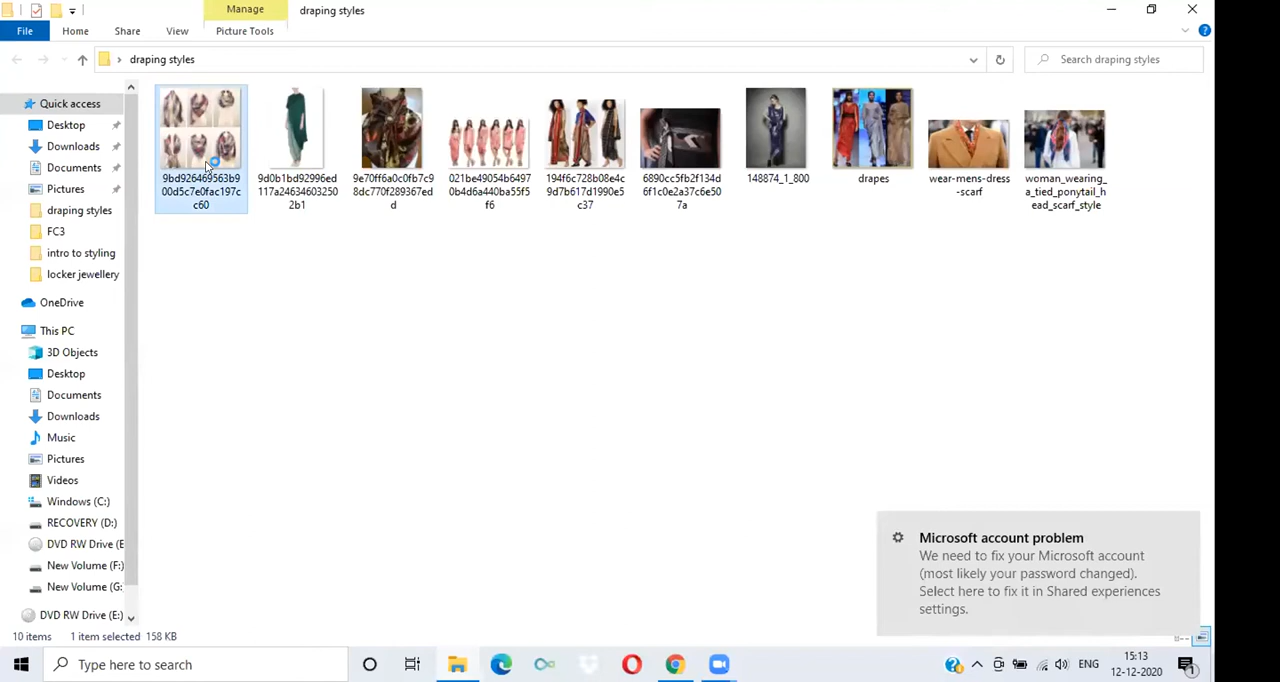 Manage
draping styles
File
Home
Share
View
Picture Tools
draping styles
Search draping styles
Quick access
Desktop
Downloads
Documents
Pictures
draping styles
FC3
intro to styling
locker jewellery
OneDrive
This PC
3D Objects
Desktop
Documents
Downloads
Music
Pictures
Videos
Windows (C:)
RECOVERY (D:)
DVD RW Drive (E
New Volume (F:)
New Volume (G:
DVD RW Drive (E:)
9bd926469563b9
00d5c7e0fac197c
c60
9d0b1bd92996ed
117a24634603250
2b1
9e70ff6a0c0fb7c9
8dc770f289367ed
d
021be49054b6497
0b4d6a440ba55f5
f6
194f6c728b08e4c
9d7b617d1990e5
c37
6890cc5fb2f134d
6f1c0e2a37c6e50
7a
148874_1_800
drapes
wear-mens-dress
-scarf
woman_wearing_
a_tied_ponytail_h
ead_scarf_style
Microsoft account problem
We need to fix your Microsoft account
(most likely your password changed).
Select here to fix it in Shared experiences
settings.
10 items
1 item selected 158 KB
Type here to search
ENG
15:13
12-12-2020
1